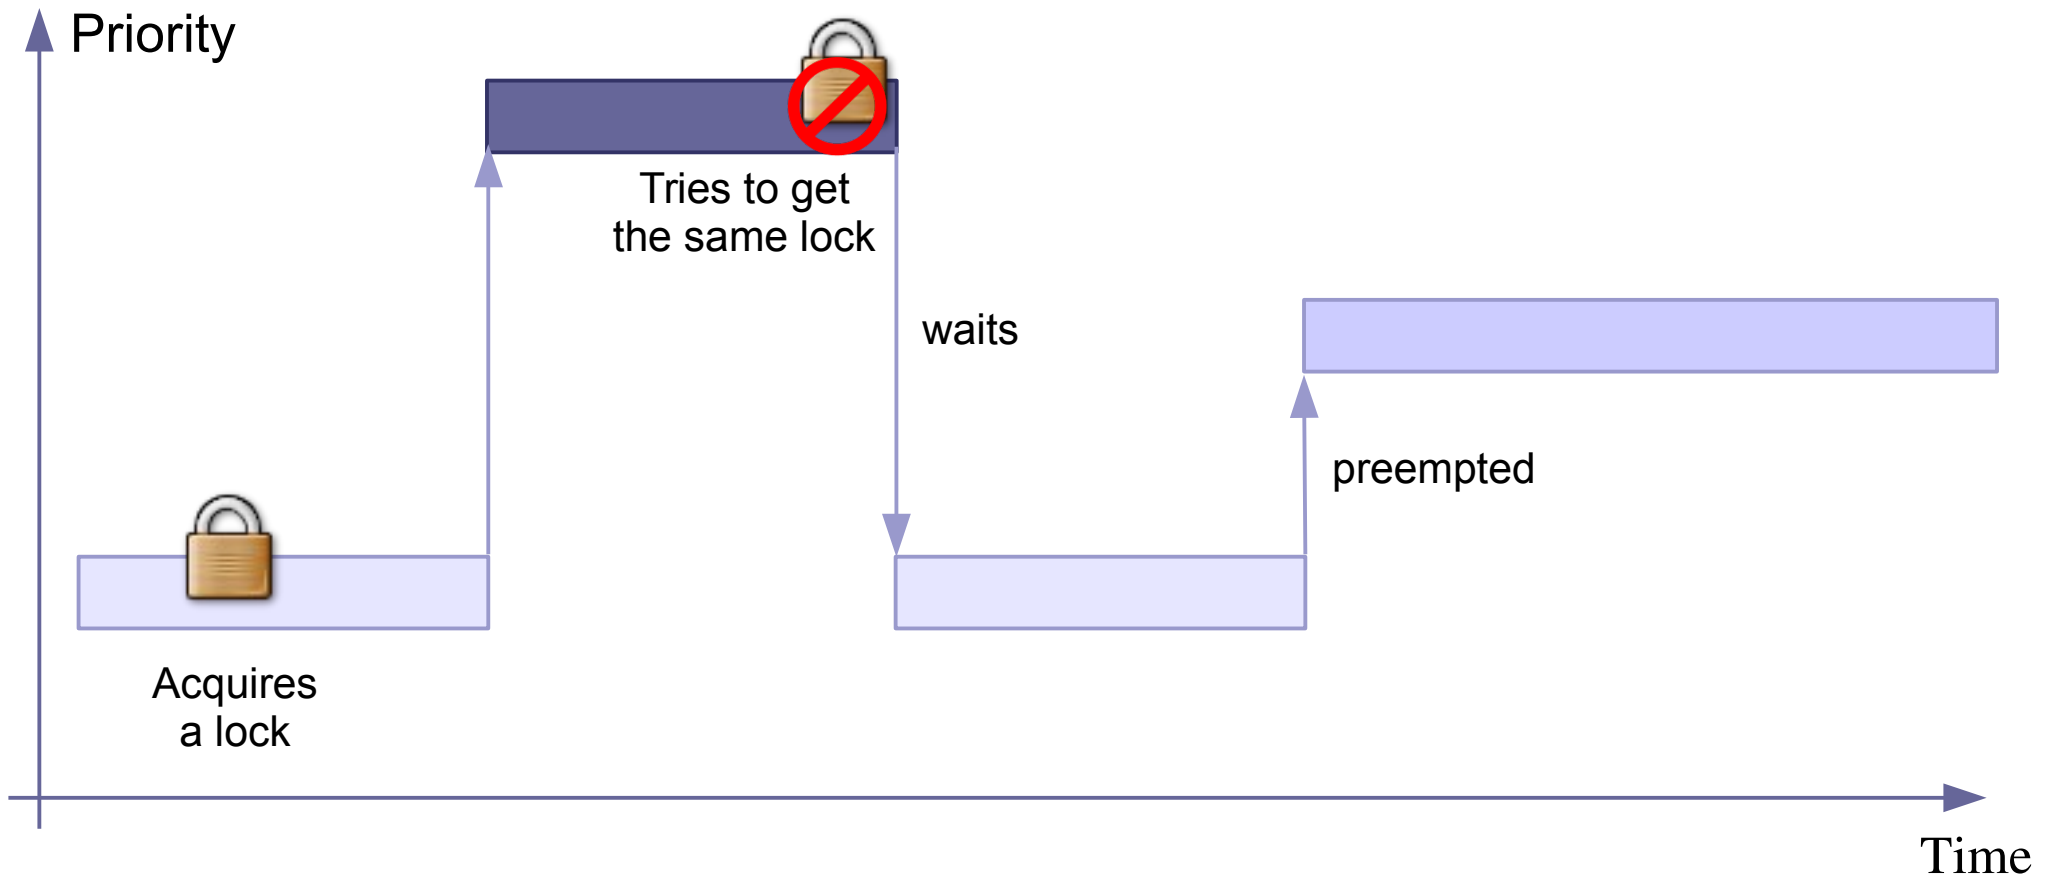 Priority
Tries to get
the same lock
waits
preempted
Acquires
a lock
Time